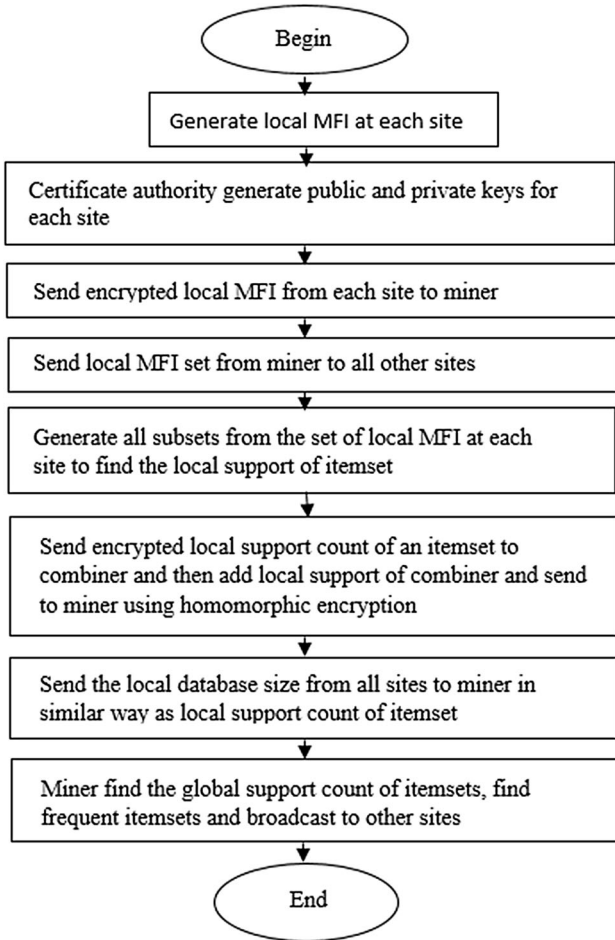 Begin
Generate local MFI at each site
Certificate authority generate public and private keys for
each site
Send encrypted local MFI from each site to miner
Send local MFI set from miner to all other sites
Generate all subsets from the set of local MFI at each
site to find the local support of itemset
Send encrypted local support count of an itemset to
combiner and then add local support of combiner and send
to miner using homomorphic encryption
Send the local database size from all sites to miner in
similar way as local support count of itemset
Miner find the global support count of itemsets, find
frequent itemsets and broadcast to other sites
End